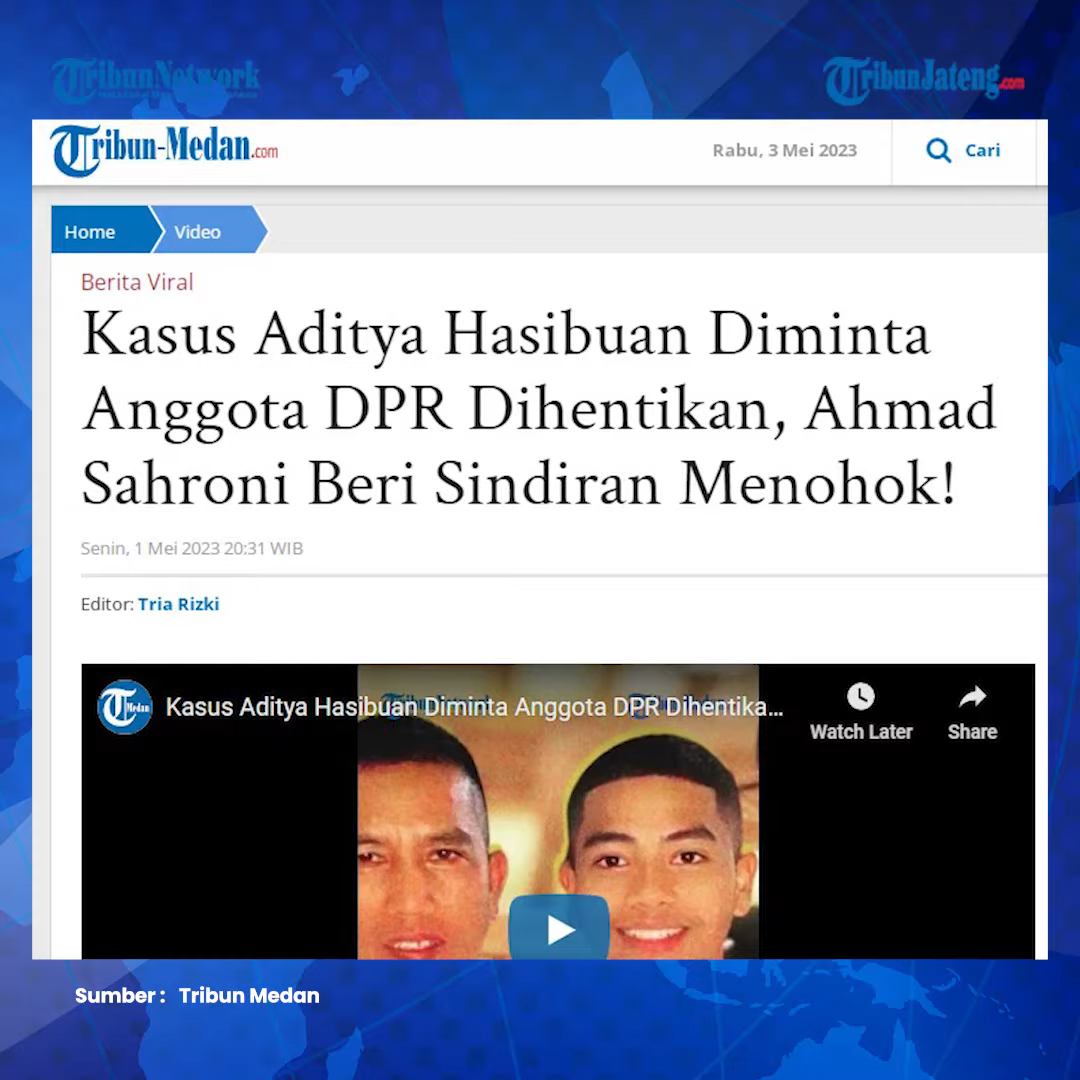 TribunNetwork
TribunJateng.com
Tribun-Medan.com
Rabu, 3 Mei 2023
Cari
Home
Video
Berita Viral
Kasus Aditya Hasibuan Diminta
Anggota DPR Dihentikan, Ahmad
Sahroni Beri Sindiran Menohok!
Senin, 1 Mei 2023 20:31 WIB
Editor: Tria Rizki
Kasus Aditya Hasibuan Diminta Anggota DPR Dihentika...
Watch Later
Share
Sumber : Tribun Medan